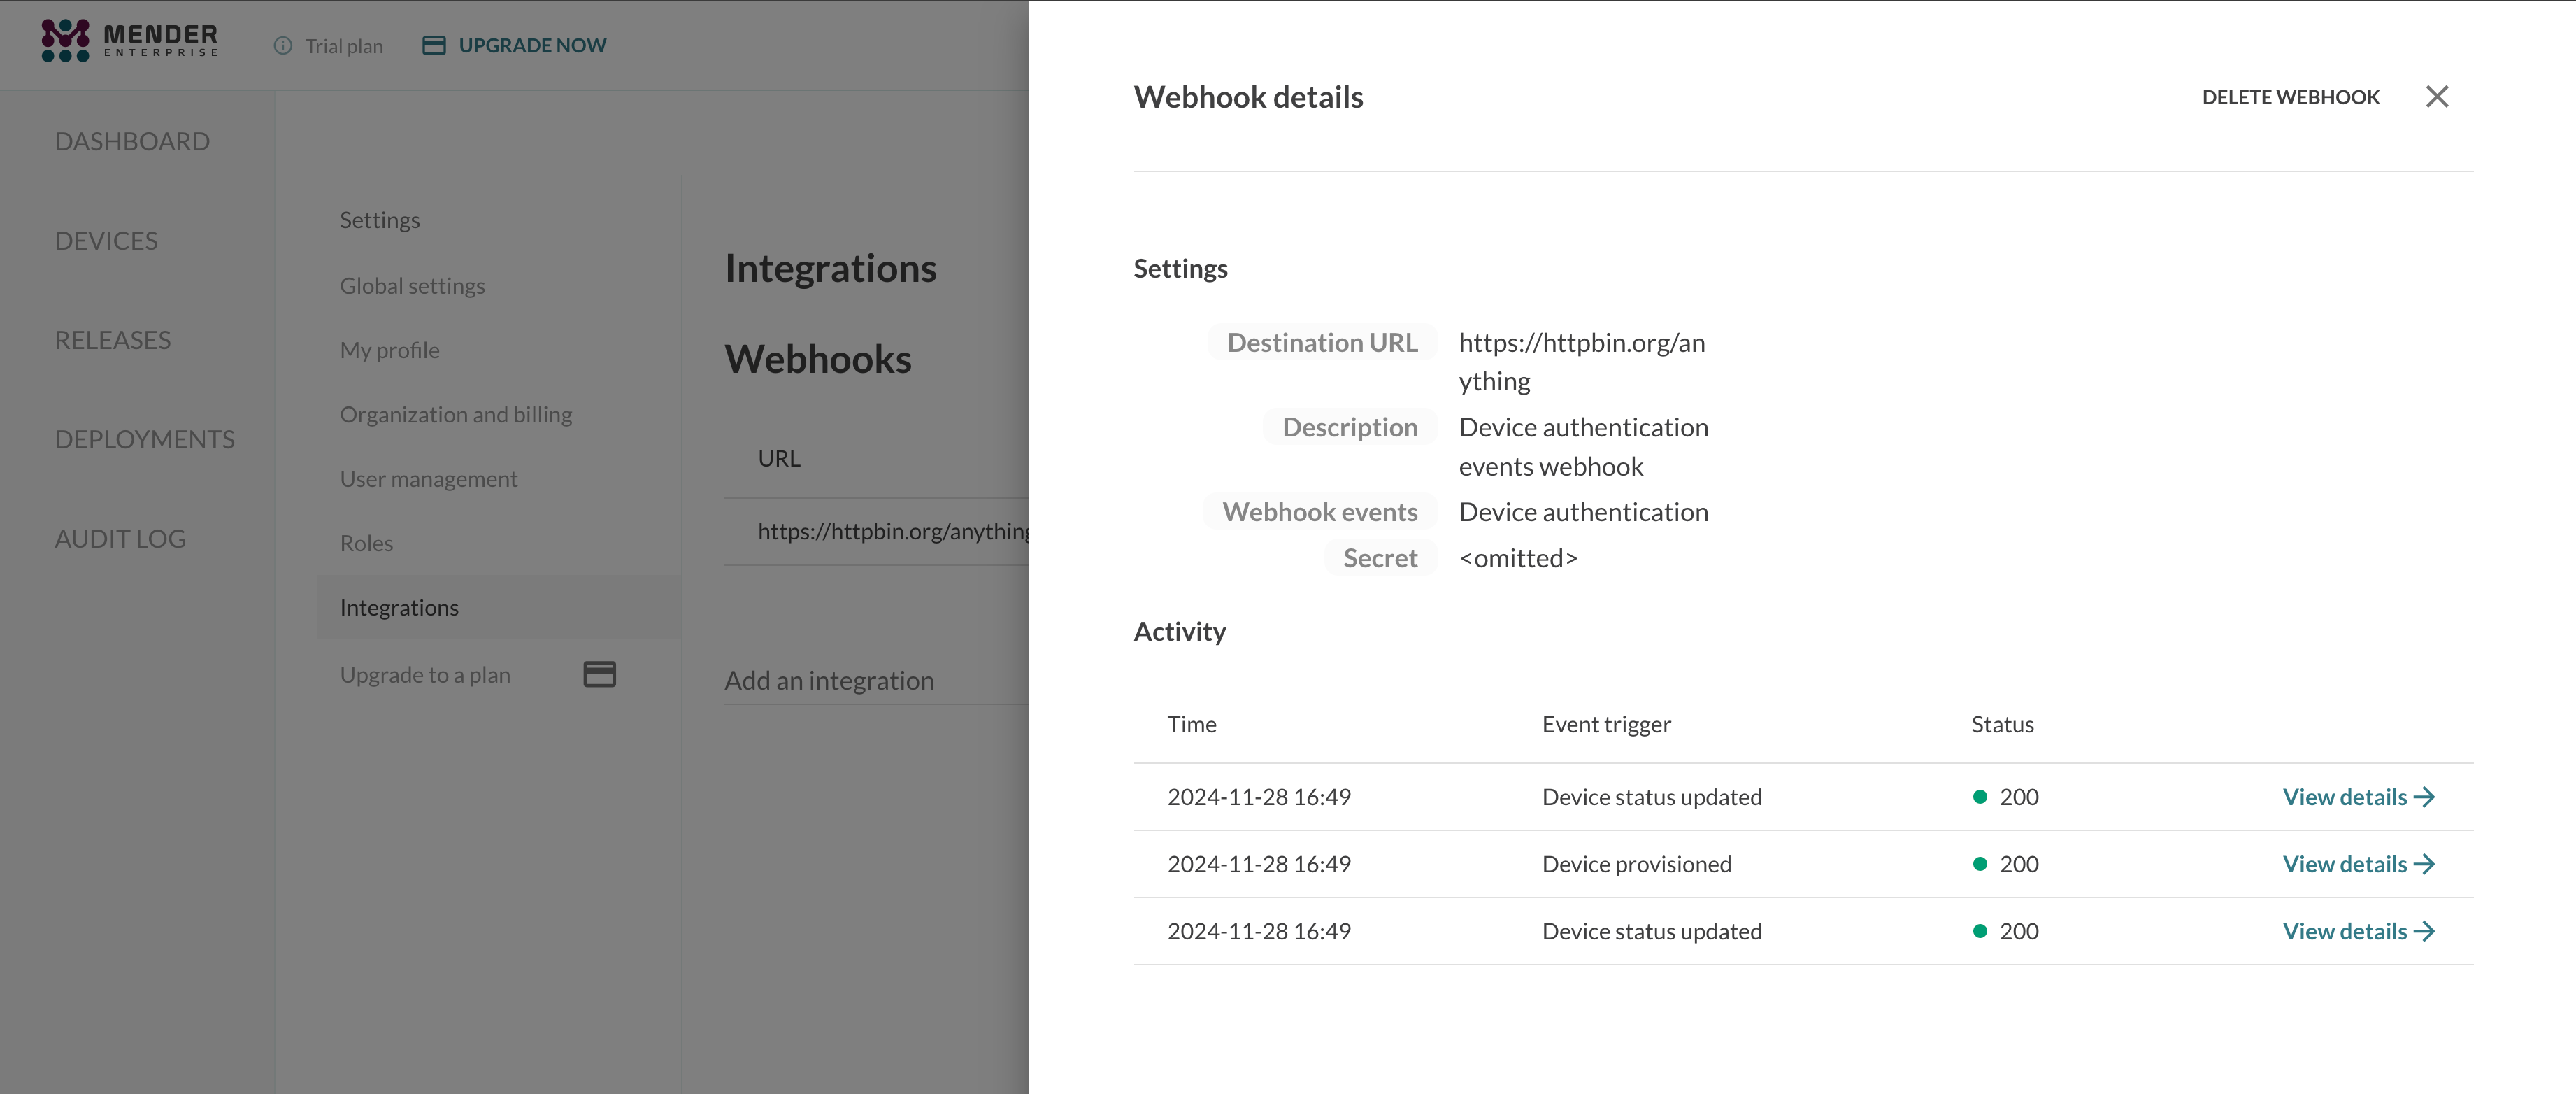 MENDER
ENTERPRISE
Trial plan
UPGRADE NOW
DASHBOARD
DEVICES
RELEASES
DEPLOYMENTS
AUDIT LOG
Settings
Global settings
My profile
Organization and billing
User management
Roles
Integrations
Upgrade to a plan
Integrations
Webhooks
URL
https://httpbin.org/anything
Add an integration
Webhook details
DELETE WEBHOOK
Settings
Destination URL https://httpbin.org/an
ything
Description Device authentication
events webhook
Webhook events Device authentication
Secret <omitted>
Activity
Time Event trigger Status
2024-11-28 16:49 Device status updated 200 View details
2024-11-28 16:49 Device provisioned 200 View details
2024-11-28 16:49 Device status updated 200 View details